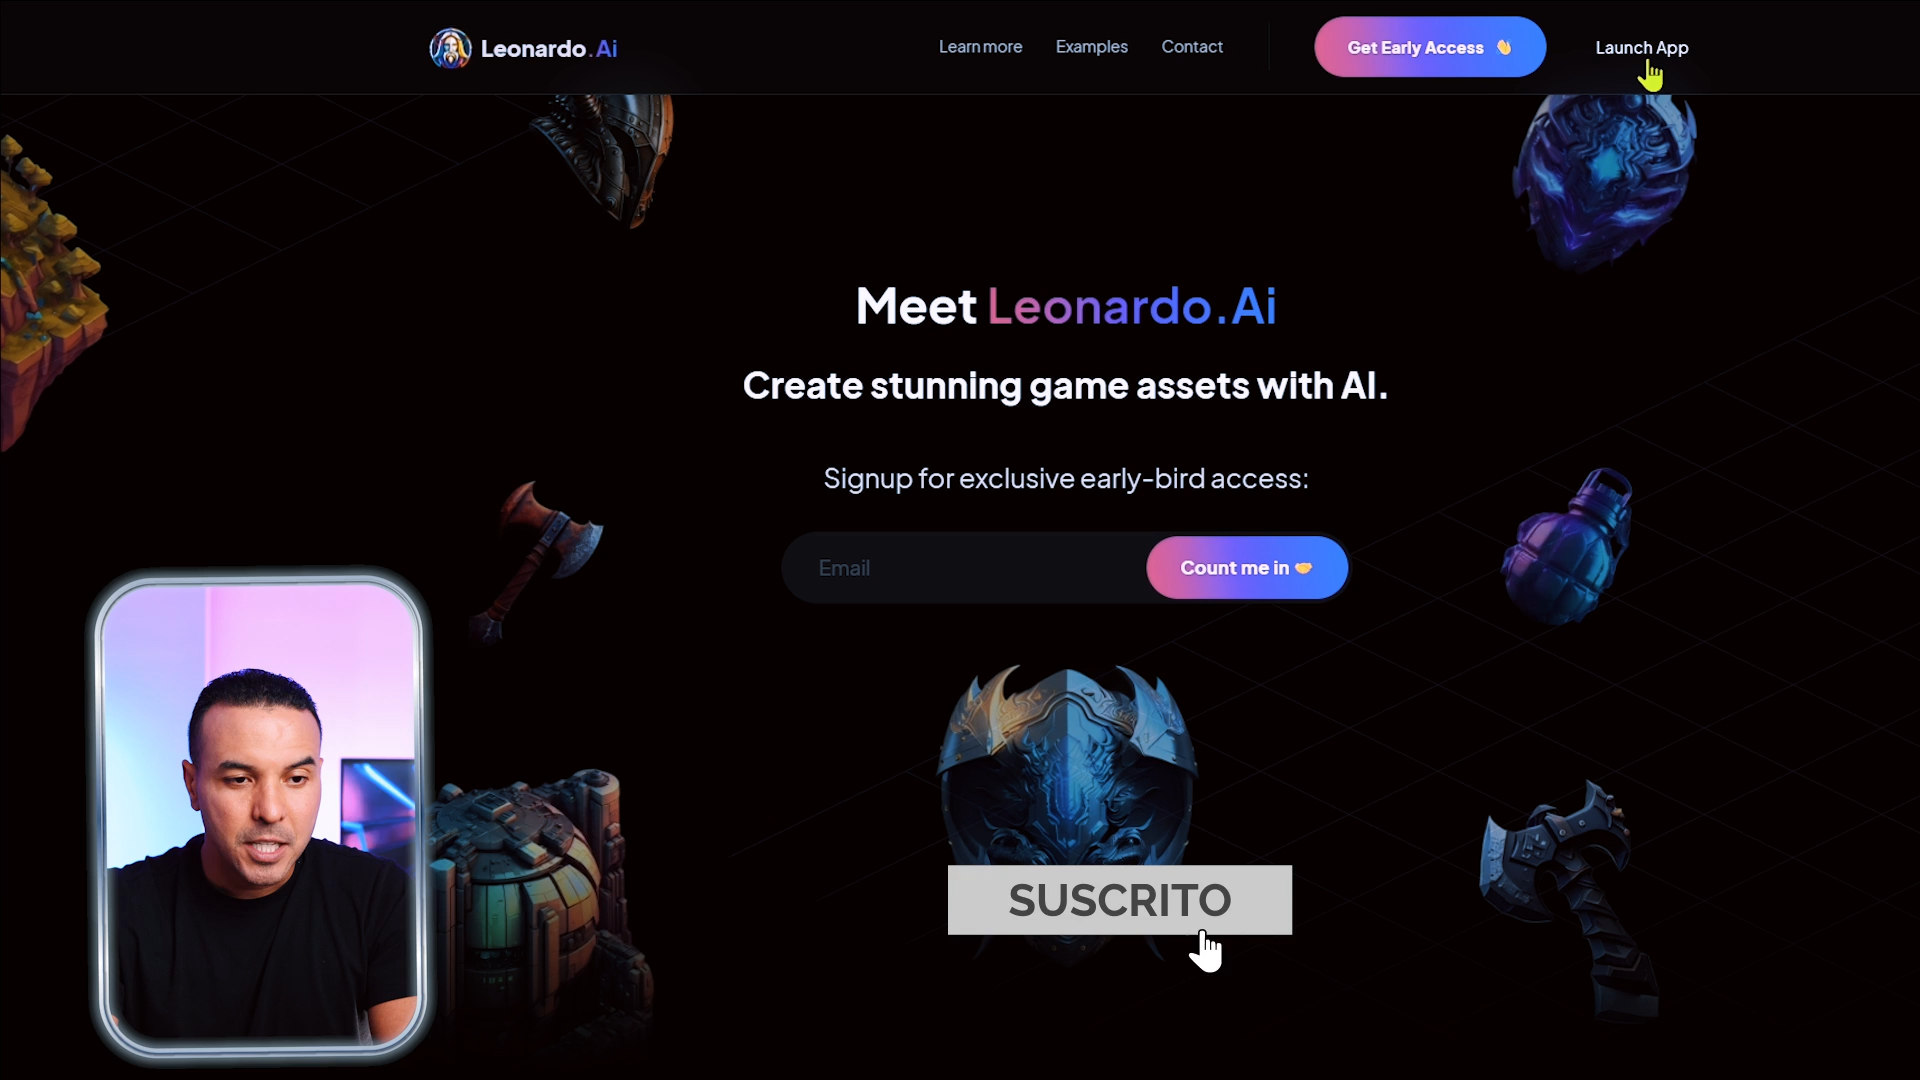 Leonardo.Ai
Learn more
Examples
Contact
Get Early Access 👋
Launch App
Meet Leonardo.Ai
Create stunning game assets with AI.
Signup for exclusive early-bird access:
Email
Count me in 🤝
SUSCRITO